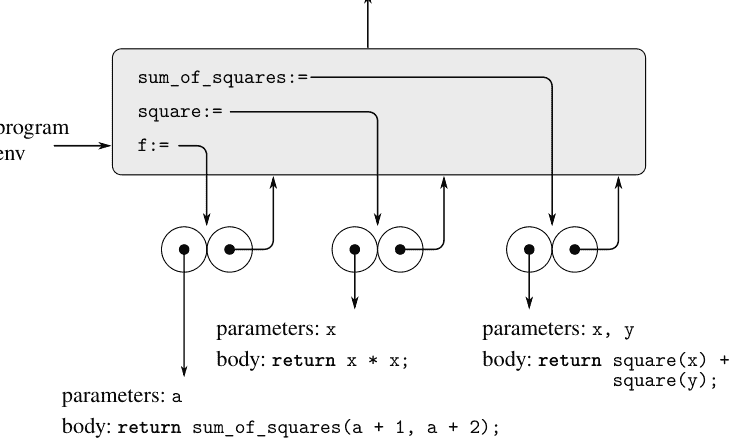 sum_of_squares:=
square:=
program
env
f:=
parameters: x
body: return x * x;
parameters: x, y
body: return square(x) +
square(y);
parameters: a
body: return sum_of_squares(a + 1, a + 2);